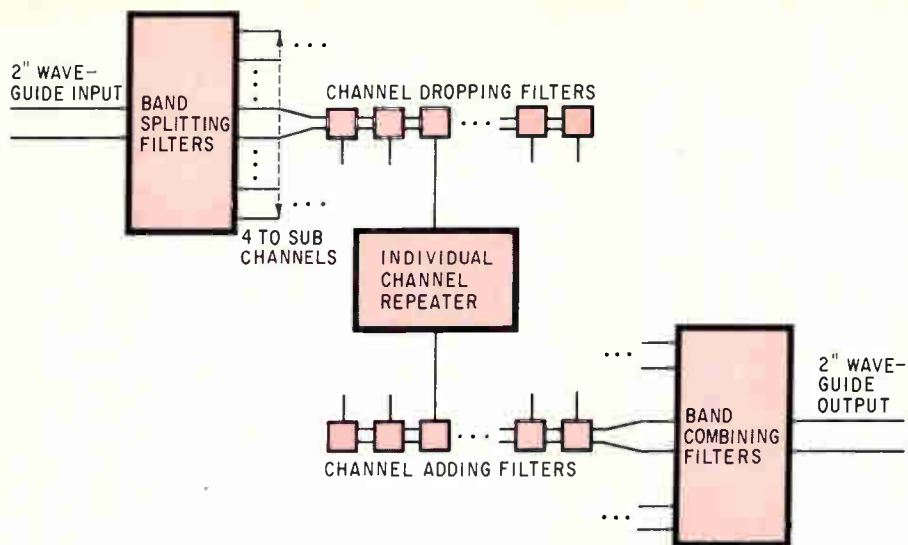 2" WAVE-
GUIDE INPUT
BAND
SPLITTING
FILTERS
CHANNEL DROPPING FILTERS
4 TO SUB
CHANNELS
INDIVIDUAL
CHANNEL
REPEATER
CHANNEL ADDING FILTERS
BAND
COMBINING
FILTERS
2" WAVE-
GUIDE
OUTPUT